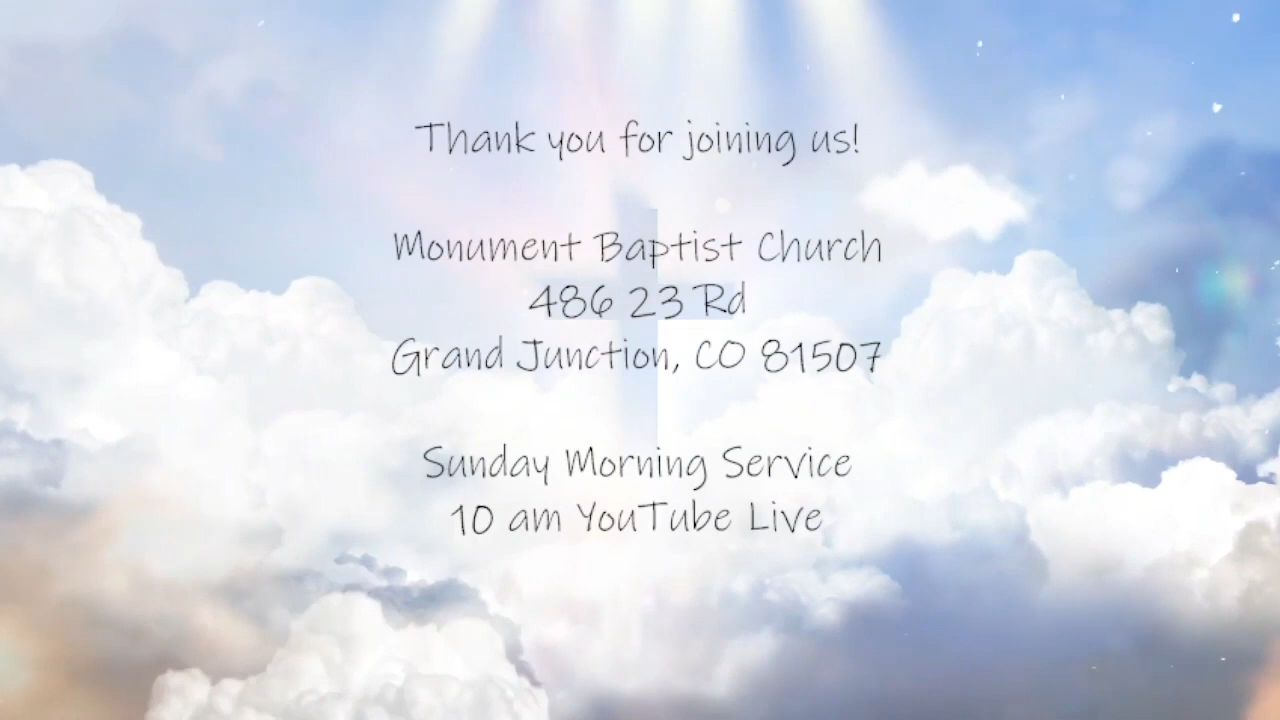 Thank you for joining us!
Monument Baptist Church
486 23 Rd
Grand Junction, CO 81507
Sunday Morning Service
10 am YouTube Live